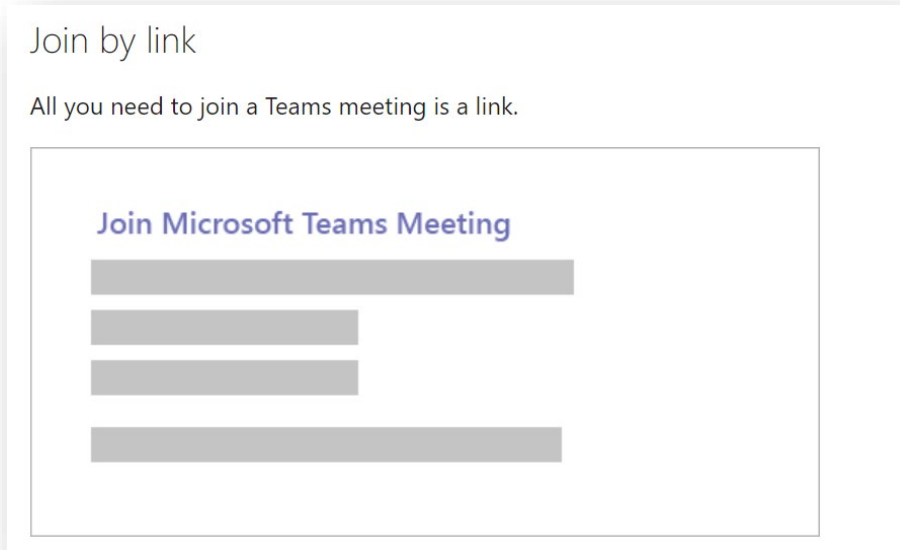 Join by link
All you need to join a Teams meeting is a link.
Join Microsoft Teams Meeting